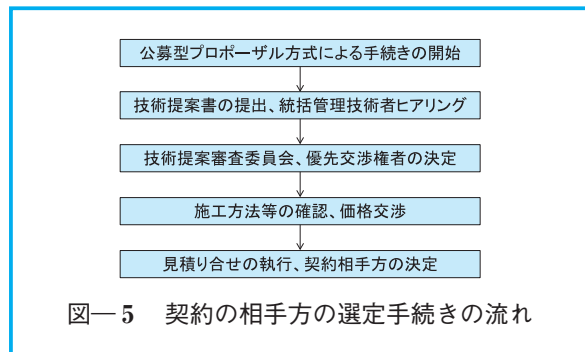 公募型プロポーザル方式による手続きの開始
技術提案書の提出、統括管理技術者ヒアリング
技術提案審査委員会、優先交渉権者の決定
施工方法等の確認、価格交渉
見積り合せの執行、契約相手方の決定
図―5 契約の相手方の選定手続きの流れ